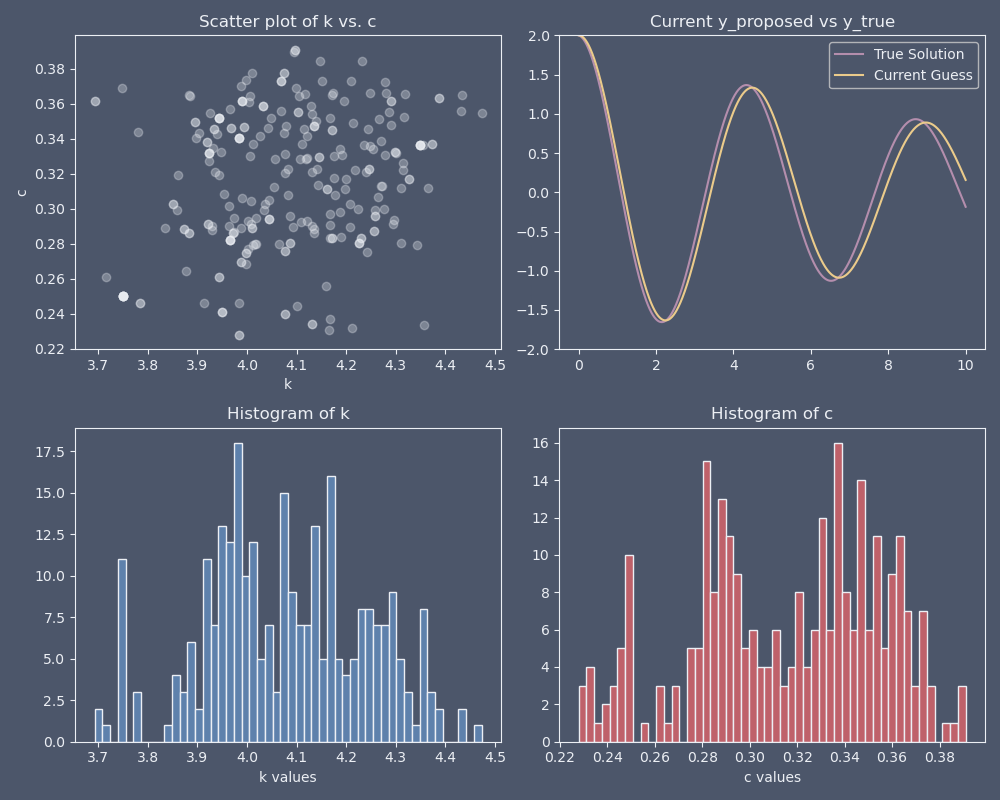 Scatter plot of k vs. c
c
0.38
0.36
0.34
0.32
0.30
0.28
0.26
0.24
0.22
3.7 3.8 3.9 4.0 4.1 4.2 4.3 4.4 4.5
k
Current y_proposed vs y_true
True Solution
Current Guess
2.0
1.5
1.0
0.5
0.0
−0.5
−1.0
−1.5
−2.0
0 2 4 6 8 10
Histogram of k
17.5
15.0
12.5
10.0
7.5
5.0
2.5
0.0
3.7 3.8 3.9 4.0 4.1 4.2 4.3 4.4 4.5
k values
Histogram of c
16
14
12
10
8
6
4
2
0
0.22 0.24 0.26 0.28 0.30 0.32 0.34 0.36 0.38
c values